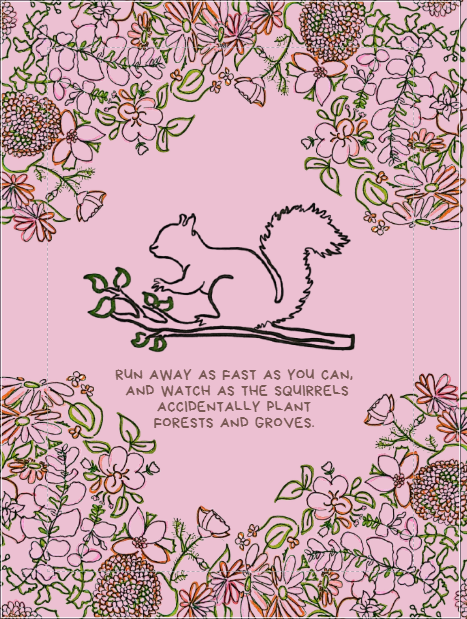 RUN AWAY AS FAST AS YOU CAN,
AND WATCH AS THE SQUIRRELS
ACCIDENTALLY PLANT
FORESTS AND GROVES.